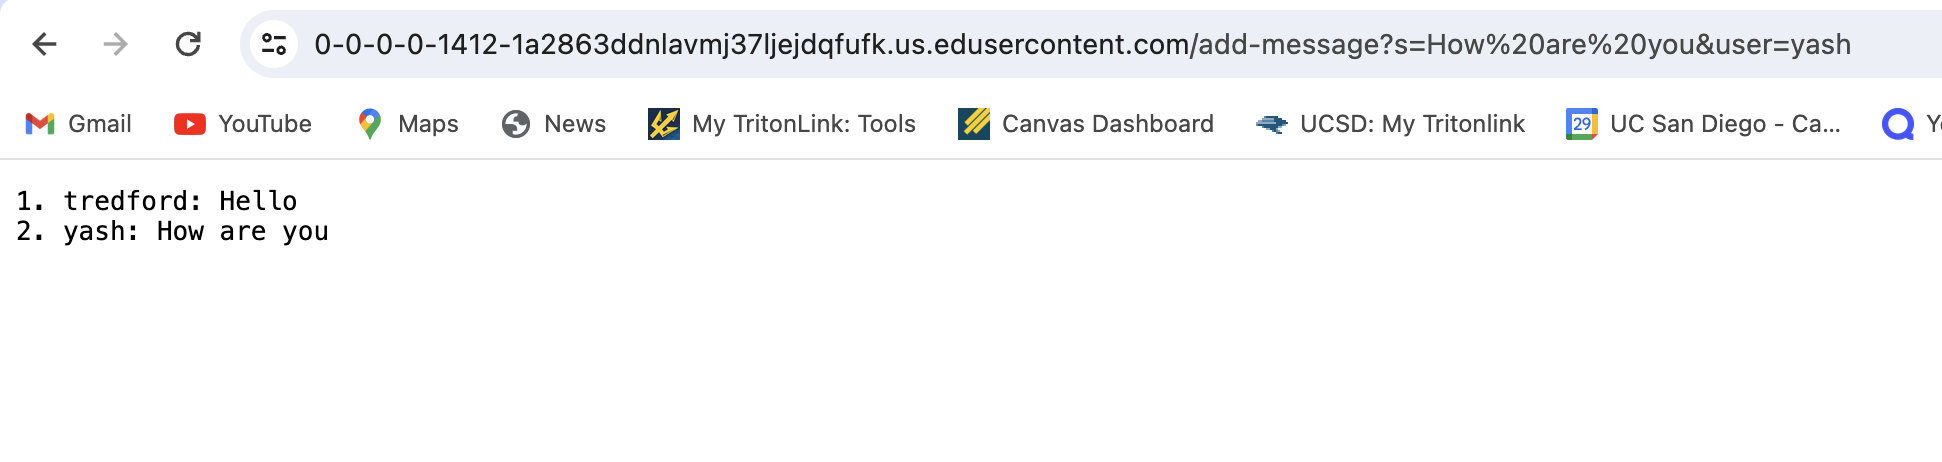 0-0-0-0-1412-1a2863ddnlavmj37ljejdqfufk.us.edusercontent.com/add-message?s=How%20are%20you&user=yash
Gmail YouTube Maps News My TritonLink: Tools Canvas Dashboard UCSD: My Tritonlink 29 UC San Diego - Ca...
1. tredford: Hello
2. yash: How are you